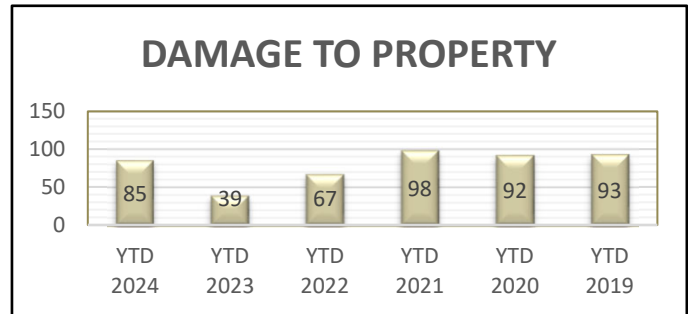 DAMAGE TO PROPERTY
150
100
50
0
85
39
67
98
92
93
YTD 2024
YTD 2023
YTD 2022
YTD 2021
YTD 2020
YTD 2019